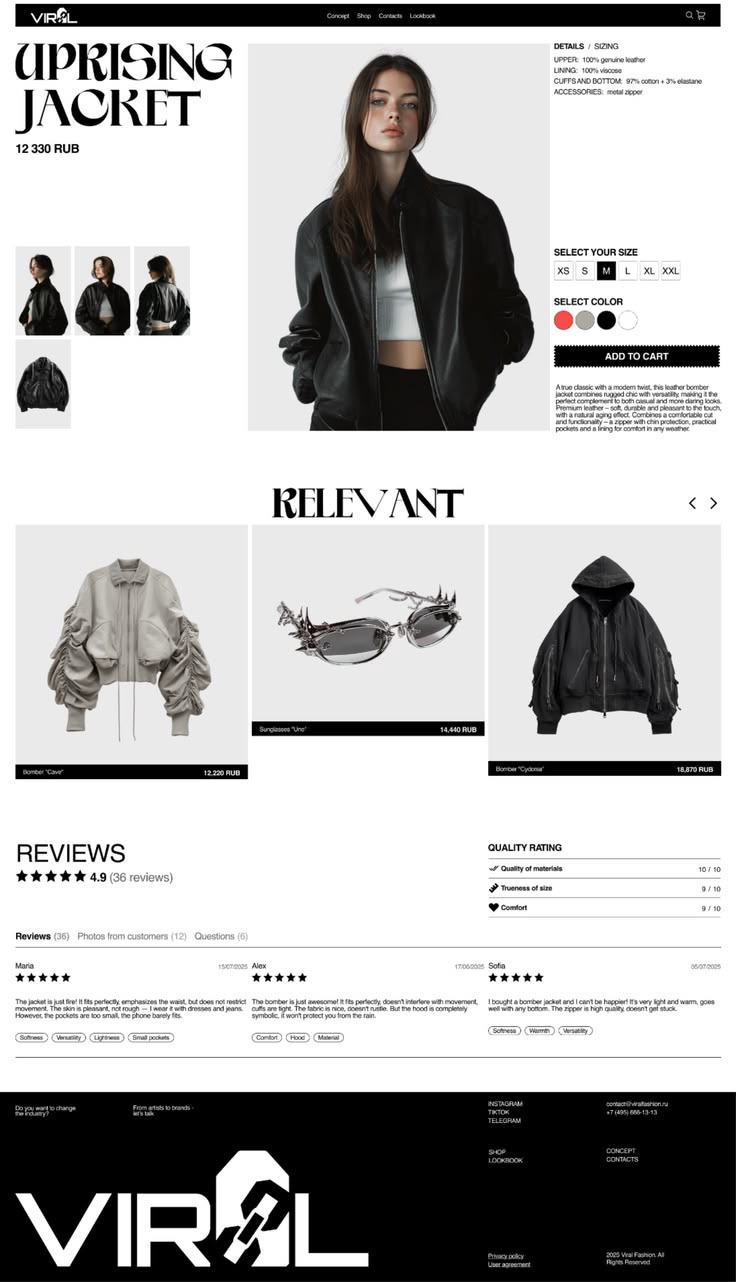 VIRAL
Concept Shop Contacts Lookbook
UPRISING
JACKET
12 330 RUB
DETAILS / SIZING
UPPER: 100% genuine leather
LINING: 100% viscose
CUFFS AND BOTTOM: 97% cotton + 3% elastane
ACCESSORIES: metal zipper
SELECT YOUR SIZE
XS S M L XL XXL
SELECT COLOR
ADD TO CART
A true classic with a modern twist, this leather bomber
jacket combines rugged chic with versatility, making it the
perfect complement to both casual and more daring looks.
Premium leather – soft, durable and pleasant to the touch,
with a natural aging effect. Combines a comfortable cut
and functionality – a zipper with chin protection, practical
pockets and a lining for comfort in any weather.
RELEVANT
Bomber "Cave" 12,220 RUB
Sunglasses "Uno" 14,440 RUB
Bomber "Cydonia" 18,870 RUB
REVIEWS
4.9 (36 reviews)
QUALITY RATING
Quality of materials 10 / 10
Trueness of size 9 / 10
Comfort 9 / 10
Reviews (36) Photos from customers (12) Questions (6)
Maria 15/07/2025
The jacket is just fire! It fits perfectly, emphasizes the waist, but does not restrict
movement. The skin is pleasant, not rough — I wear it with dresses and jeans.
However, the pockets are too small, the phone barely fits.
Softness Versatility Lightness Small pockets
Alex 17/06/2025
The bomber is just awesome! It fits perfectly, doesn't interfere with movement,
cuffs are tight. The fabric is nice, doesn't rustle. But the hood is completely
symbolic, it won't protect you from the rain.
Comfort Hood Material
Sofia 05/07/2025
I bought a bomber jacket and I can't be happier! It's very light and warm, goes
well with any bottom. The zipper is high quality, doesn't get stuck.
Softness Warmth Versatility
Do you want to change
the industry?
From artists to brands -
let's talk
INSTAGRAM
TIKTOK
TELEGRAM
contact@viralfashion.ru
+7 (495) 666-13-13
SHOP
LOOKBOOK
CONCEPT
CONTACTS
VIRAL
Privacy policy
User agreement
2025 Viral Fashion. All
Rights Reserved